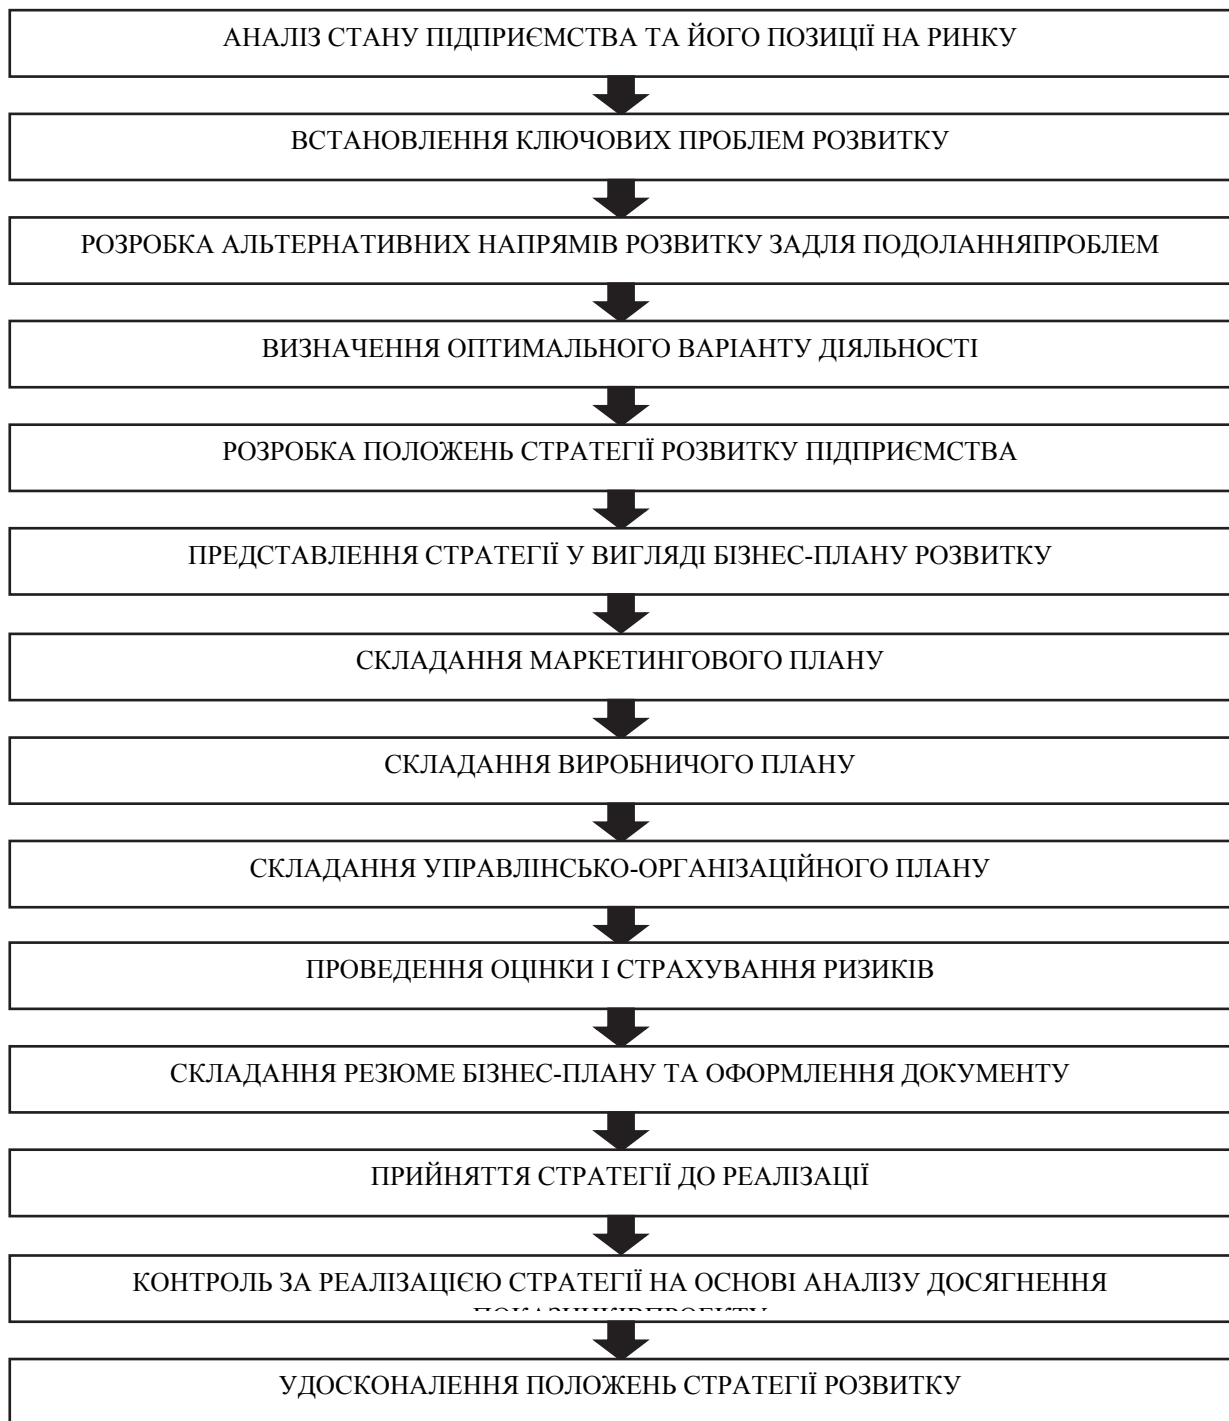 АНАЛІЗ СТАНУ ПІДПРИЄМСТВА ТА ЙОГО ПОЗИЦІЇ НА РИНКУ
ВСТАНОВЛЕННЯ КЛЮЧОВИХ ПРОБЛЕМ РОЗВИТКУ
РОЗРОБКА АЛЬТЕРНАТИВНИХ НАПРЯМІВ РОЗВИТКУ ЗАДЛЯ ПОДОЛАННЯПРОБЛЕМ
ВИЗНАЧЕННЯ ОПТИМАЛЬНОГО ВАРІАНТУ ДІЯЛЬНОСТІ
РОЗРОБКА ПОЛОЖЕНЬ СТРАТЕГІЇ РОЗВИТКУ ПІДПРИЄМСТВА
ПРЕДСТАВЛЕННЯ СТРАТЕГІЇ У ВИГЛЯДІ БІЗНЕС-ПЛАНУ РОЗВИТКУ
СКЛАДАННЯ МАРКЕТИНГОВОГО ПЛАНУ
СКЛАДАННЯ ВИРОБНИЧОГО ПЛАНУ
СКЛАДАННЯ УПРАВЛІНСЬКО-ОРГАНІЗАЦІЙНОГО ПЛАНУ
ПРОВЕДЕННЯ ОЦІНКИ І СТРАХУВАННЯ РИЗИКІВ
СКЛАДАННЯ РЕЗЮМЕ БІЗНЕС-ПЛАНУ ТА ОФОРМЛЕННЯ ДОКУМЕНТУ
ПРИЙНЯТТЯ СТРАТЕГІЇ ДО РЕАЛІЗАЦІЇ
КОНТРОЛЬ ЗА РЕАЛІЗАЦІЄЮ СТРАТЕГІЇ НА ОСНОВІ АНАЛІЗУ ДОСЯГНЕННЯ
УДОСКОНАЛЕННЯ ПОЛОЖЕНЬ СТРАТЕГІЇ РОЗВИТКУ